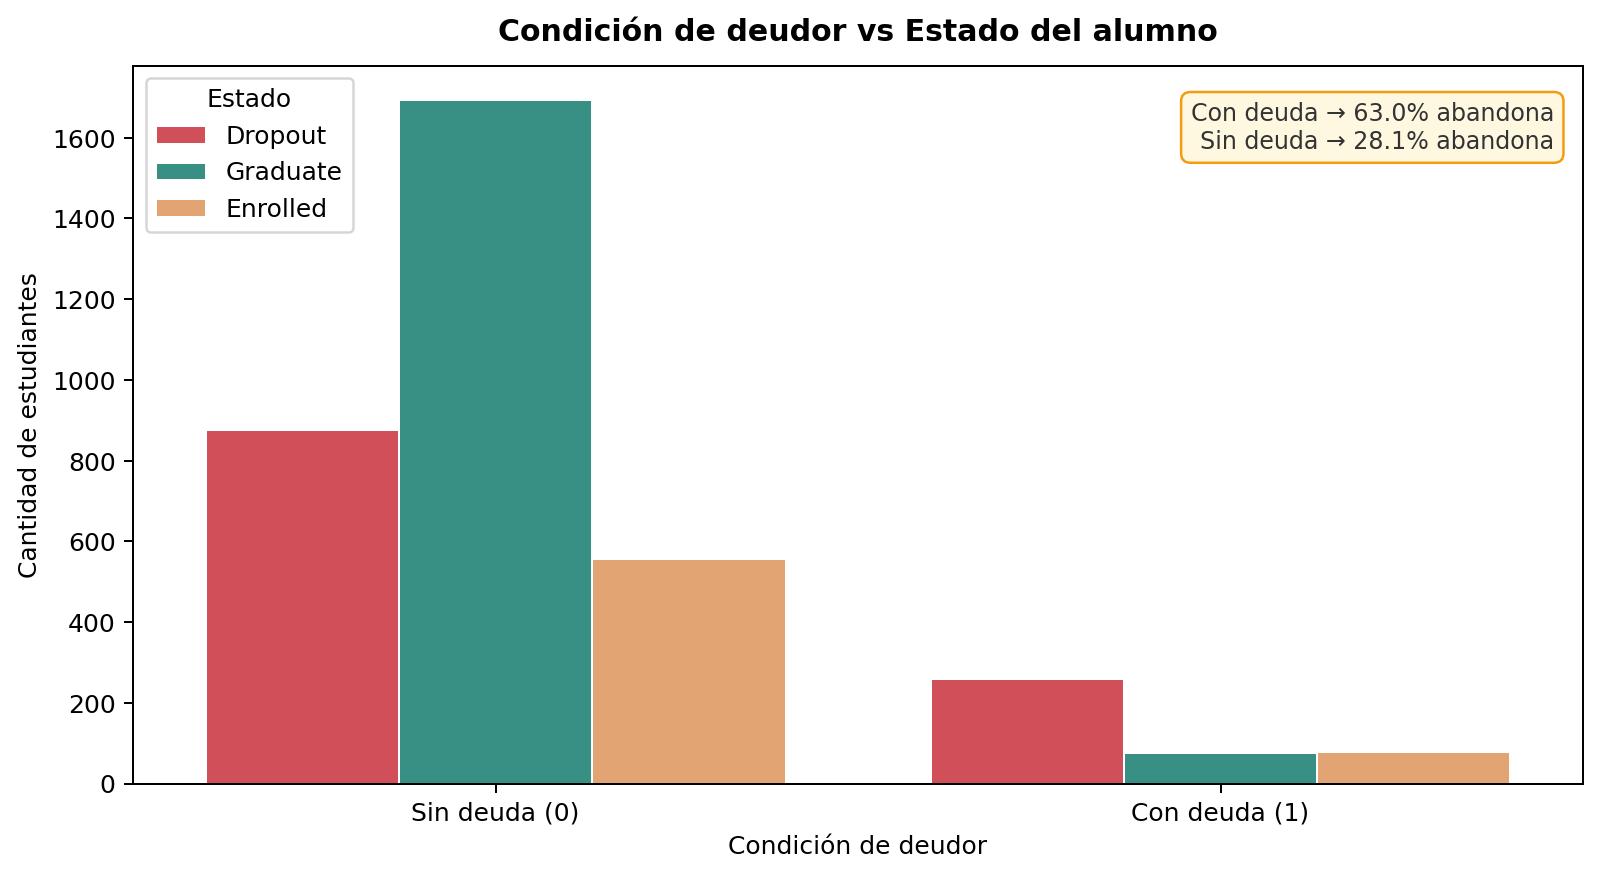 Condición de deudor vs Estado del alumno
Estado
Dropout
Graduate
Enrolled
Con deuda → 63.0% abandona
Sin deuda → 28.1% abandona
Cantidad de estudiantes
1600
1400
1200
1000
800
600
400
200
0
Sin deuda (0)
Con deuda (1)
Condición de deudor